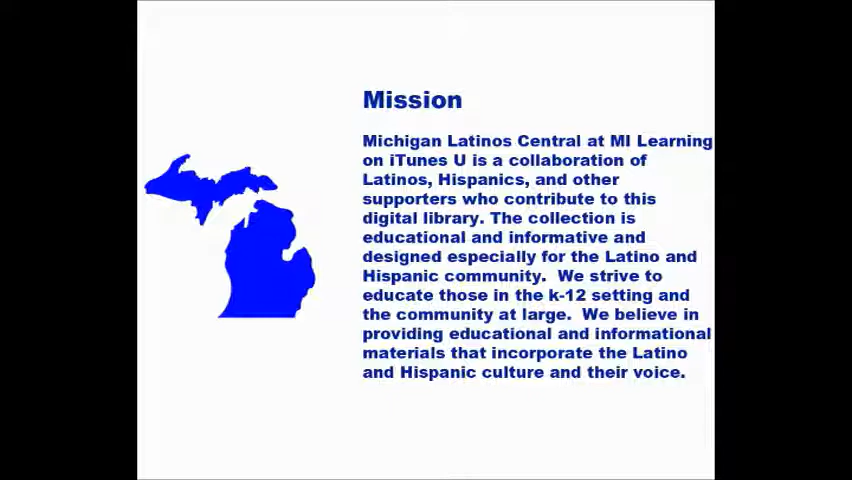 Mission
Michigan Latinos Central at MI Learning
on iTunes U is a collaboration of
Latinos, Hispanics, and other
supporters who contribute to this
digital library. The collection is
educational and informative and
designed especially for the Latino and
Hispanic community.  We strive to
educate those in the k-12 setting and
the community at large.  We believe in
providing educational and informational
materials that incorporate the Latino
and Hispanic culture and their voice.